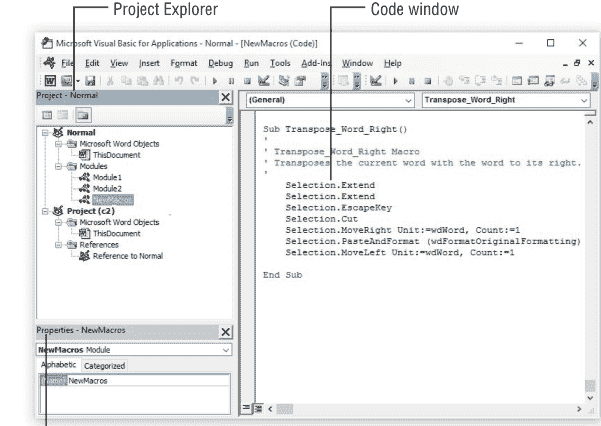 Project Explorer
Code window
Microsoft Visual Basic for Applications - Normal - [NewMacros (Code)]
File Edit View Insert Format Debug Run Tools Add-Ins Window Help
Project - Normal
Normal
Microsoft Word Objects
ThisDocument
Modules
Module1
Module2
NewMacros
Project (c2)
Microsoft Word Objects
ThisDocument
References
Reference to Normal
Properties - NewMacros
NewMacros Module
Alphabetic Categorized
(Name) NewMacros
(General) Transpose_Word_Right
Sub Transpose_Word_Right()
'
' Transpose_Word_Right Macro
' Transposes the current word with the word to its right.
'
Selection.Extend
Selection.Extend
Selection.EscapeKey
Selection.Cut
Selection.MoveRight Unit:=wdWord, Count:=1
Selection.PasteAndFormat (wdFormatOriginalFormatting)
Selection.MoveLeft Unit:=wdWord, Count:=1
End Sub